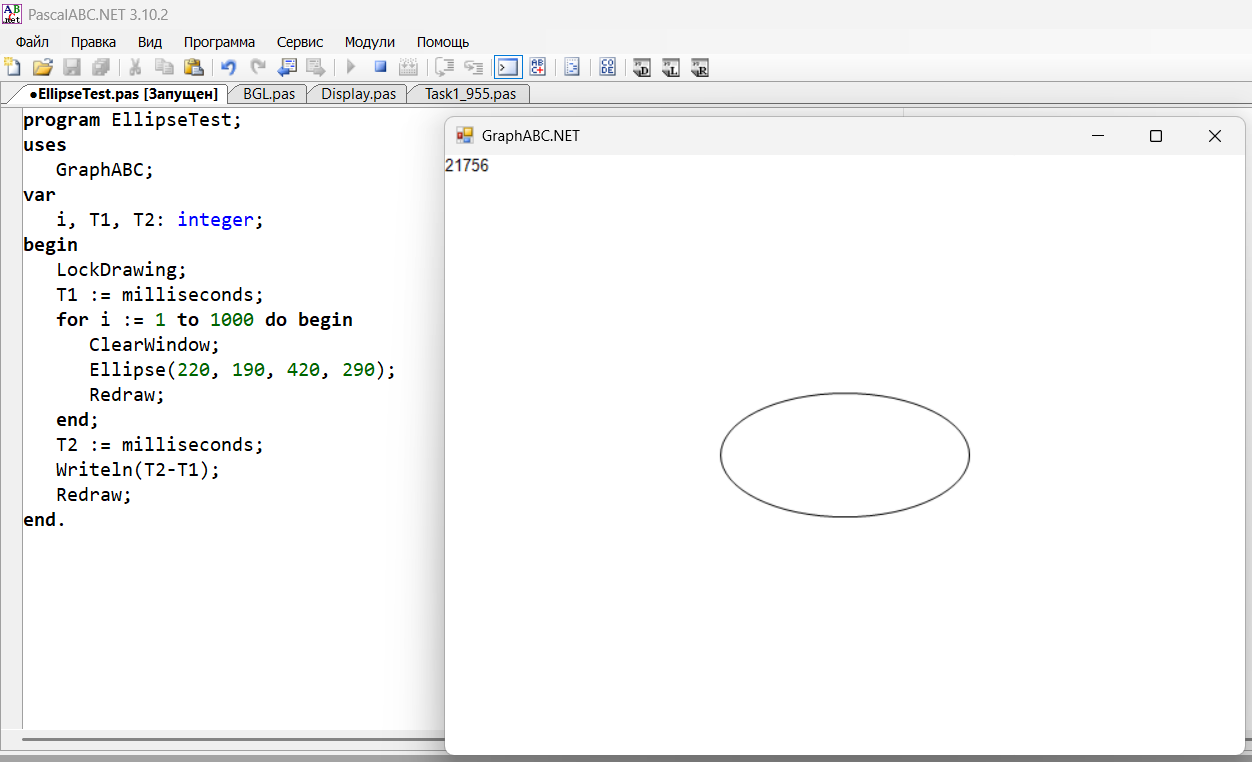 PascalABC.NET 3.10.2
Файл Правка Вид Программа Сервис Модули Помощь
•EllipseTest.pas [Запущен] BGL.pas Display.pas Task1_955.pas
program EllipseTest;
uses
GraphABC;
var
i, T1, T2: integer;
begin
LockDrawing;
T1 := milliseconds;
for i := 1 to 1000 do begin
ClearWindow;
Ellipse(220, 190, 420, 290);
Redraw;
end;
T2 := milliseconds;
Writeln(T2-T1);
Redraw;
end.
GraphABC.NET
21756